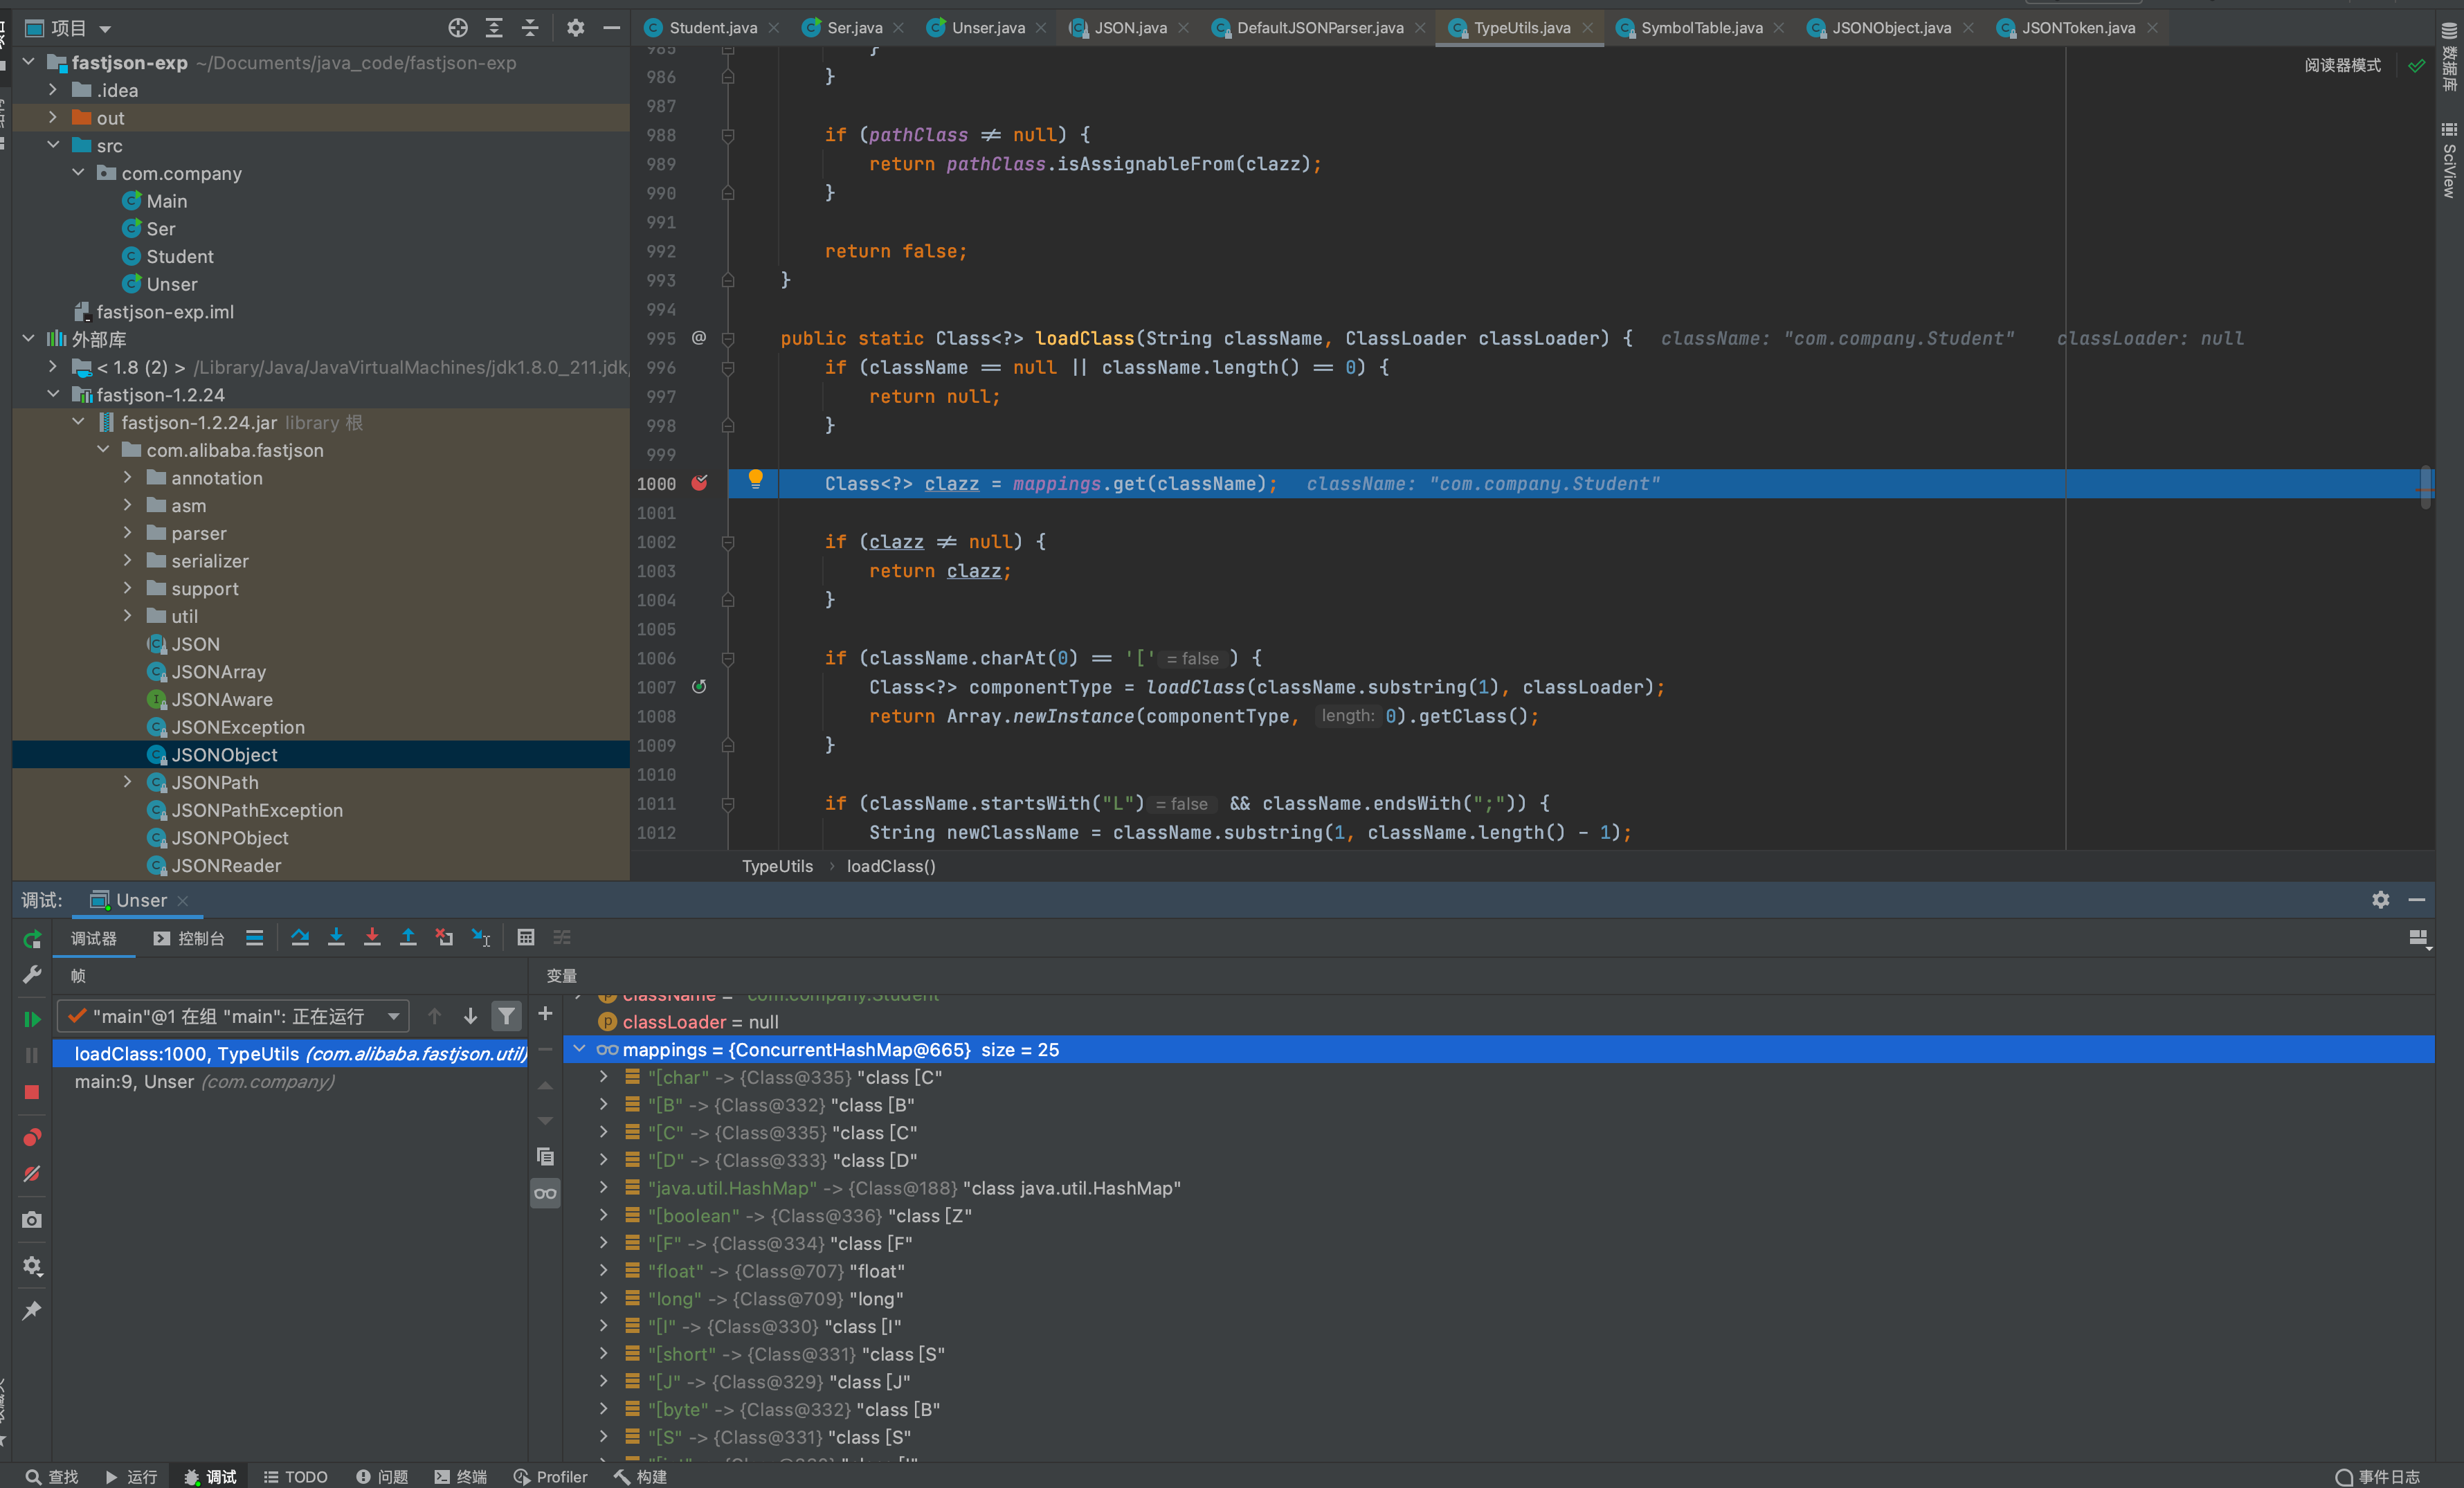 项目
fastjson-exp ~/Documents/java_code/fastjson-exp
.idea
out
src
com.company
Main
Ser
Student
Unser
fastjson-exp.iml
外部库
< 1.8 (2) > /Library/Java/JavaVirtualMachines/jdk1.8.0_211.jdk
fastjson-1.2.24
fastjson-1.2.24.jar library 根
com.alibaba.fastjson
annotation
asm
parser
serializer
support
util
JSON
JSONArray
JSONAware
JSONException
JSONObject
JSONPath
JSONPathException
JSONPObject
JSONReader
Student.java
Ser.java
Unser.java
JSON.java
DefaultJSONParser.java
TypeUtils.java
SymbolTable.java
JSONObject.java
JSONToken.java
阅读器模式
数据库
SciView
985 }
986 }
987
988 if (pathClass ≠ null) {
989 return pathClass.isAssignableFrom(clazz);
990 }
991
992 return false;
993 }
994
995 @ public static Class<?> loadClass(String className, ClassLoader classLoader) { className: "com.company.Student" classLoader: null
996 if (className == null || className.length() == 0) {
997 return null;
998 }
999
1000 Class<?> clazz = mappings.get(className); className: "com.company.Student"
1001
1002 if (clazz ≠ null) {
1003 return clazz;
1004 }
1005
1006 if (className.charAt(0) == '[' = false ) {
1007 Class<?> componentType = loadClass(className.substring(1), classLoader);
1008 return Array.newInstance(componentType, length: 0).getClass();
1009 }
1010
1011 if (className.startsWith("L") = false && className.endsWith(";")) {
1012 String newClassName = className.substring(1, className.length() - 1);
TypeUtils › loadClass()
调试: Unser
调试器 控制台
帧
"main"@1 在组 "main": 正在运行
loadClass:1000, TypeUtils (com.alibaba.fastjson.util)
main:9, Unser (com.company)
变量
className = "com.company.Student"
classLoader = null
mappings = {ConcurrentHashMap@665} size = 25
"[char" -> {Class@335} "class [C"
"[B" -> {Class@332} "class [B"
"[C" -> {Class@335} "class [C"
"[D" -> {Class@333} "class [D"
"java.util.HashMap" -> {Class@188} "class java.util.HashMap"
"[boolean" -> {Class@336} "class [Z"
"[F" -> {Class@334} "class [F"
"float" -> {Class@707} "float"
"long" -> {Class@709} "long"
"[I" -> {Class@330} "class [I"
"[short" -> {Class@331} "class [S"
"[J" -> {Class@329} "class [J"
"[byte" -> {Class@332} "class [B"
"[S" -> {Class@331} "class [S"
查找 运行 调试 TODO 问题 终端 Profiler 构建 事件日志